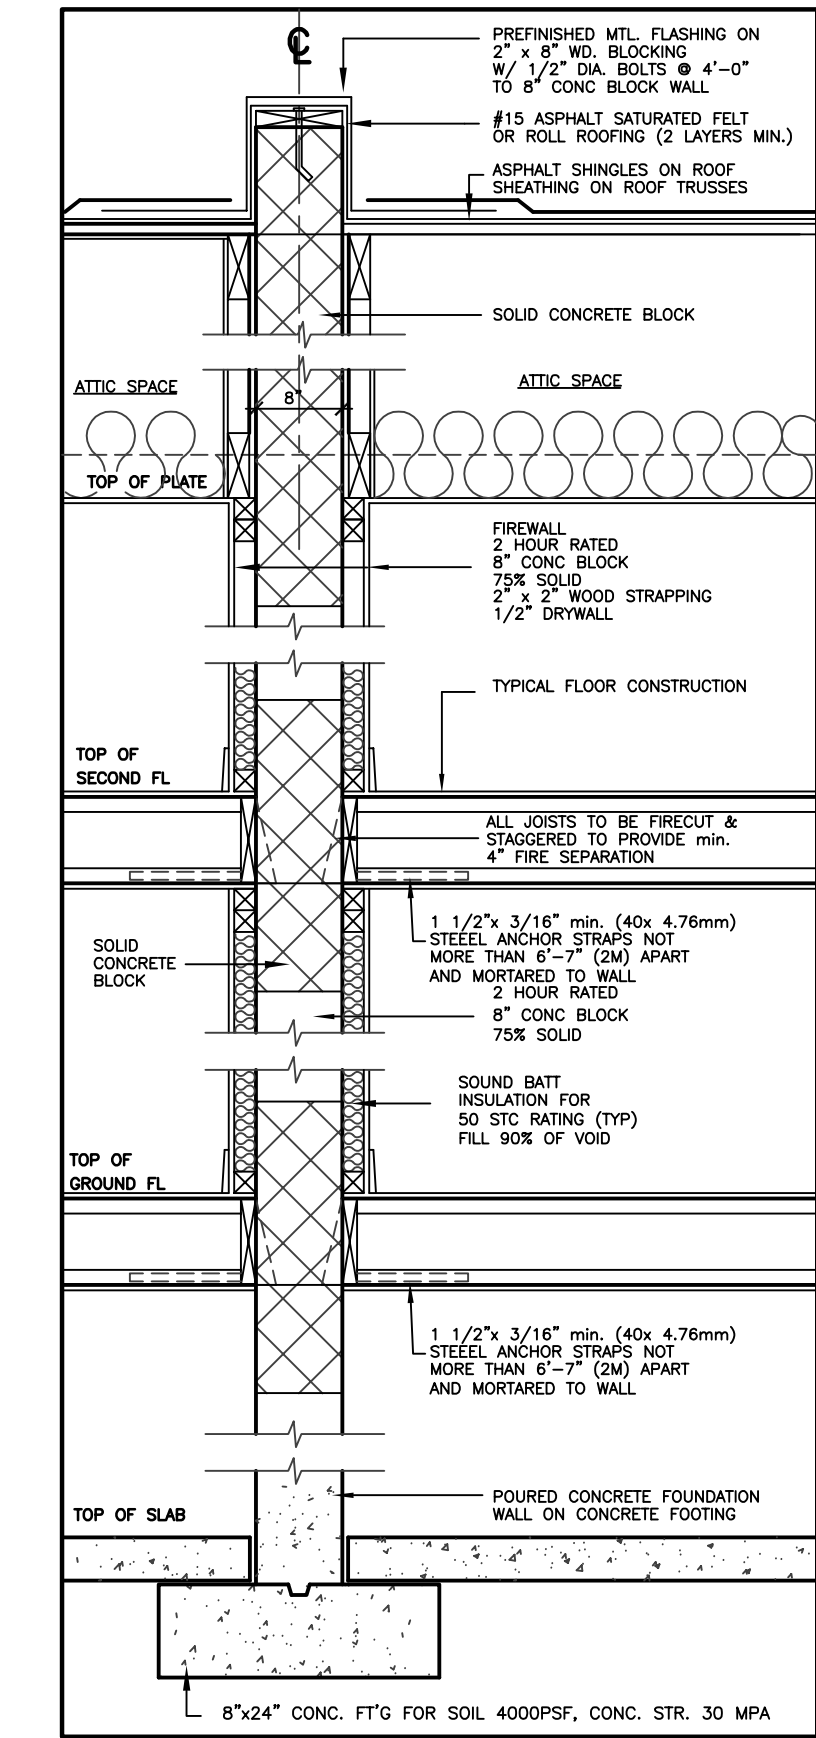 ℄
PREFINISHED MTL. FLASHING ON
2" x 8" WD. BLOCKING
W/ 1/2" DIA. BOLTS @ 4'-0"
TO 8" CONC BLOCK WALL
#15 ASPHALT SATURATED FELT
OR ROLL ROOFING (2 LAYERS MIN.)
ASPHALT SHINGLES ON ROOF
SHEATHING ON ROOF TRUSSES
SOLID CONCRETE BLOCK
ATTIC SPACE
ATTIC SPACE
8"
TOP OF PLATE
FIREWALL
2 HOUR RATED
8" CONC BLOCK
75% SOLID
2" x 2" WOOD STRAPPING
1/2" DRYWALL
TYPICAL FLOOR CONSTRUCTION
TOP OF
SECOND FL
ALL JOISTS TO BE FIRECUT &
STAGGERED TO PROVIDE min.
4" FIRE SEPARATION
1 1/2"x 3/16" min. (40x 4.76mm)
STEEEL ANCHOR STRAPS NOT
MORE THAN 6'-7" (2M) APART
AND MORTARED TO WALL
SOLID
CONCRETE
BLOCK
2 HOUR RATED
8" CONC BLOCK
75% SOLID
SOUND BATT
INSULATION FOR
50 STC RATING (TYP)
FILL 90% OF VOID
TOP OF
GROUND FL
1 1/2"x 3/16" min. (40x 4.76mm)
STEEEL ANCHOR STRAPS NOT
MORE THAN 6'-7" (2M) APART
AND MORTARED TO WALL
POURED CONCRETE FOUNDATION
WALL ON CONCRETE FOOTING
TOP OF SLAB
8"x24" CONC. FT'G FOR SOIL 4000PSF, CONC. STR. 30 MPA